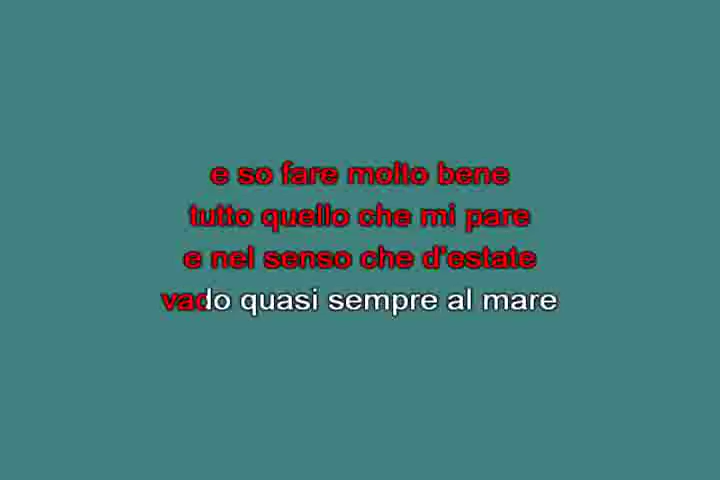 e so fare molto bene
tutto quello che mi pare
e nel senso che d'estate
vado quasi sempre al mare